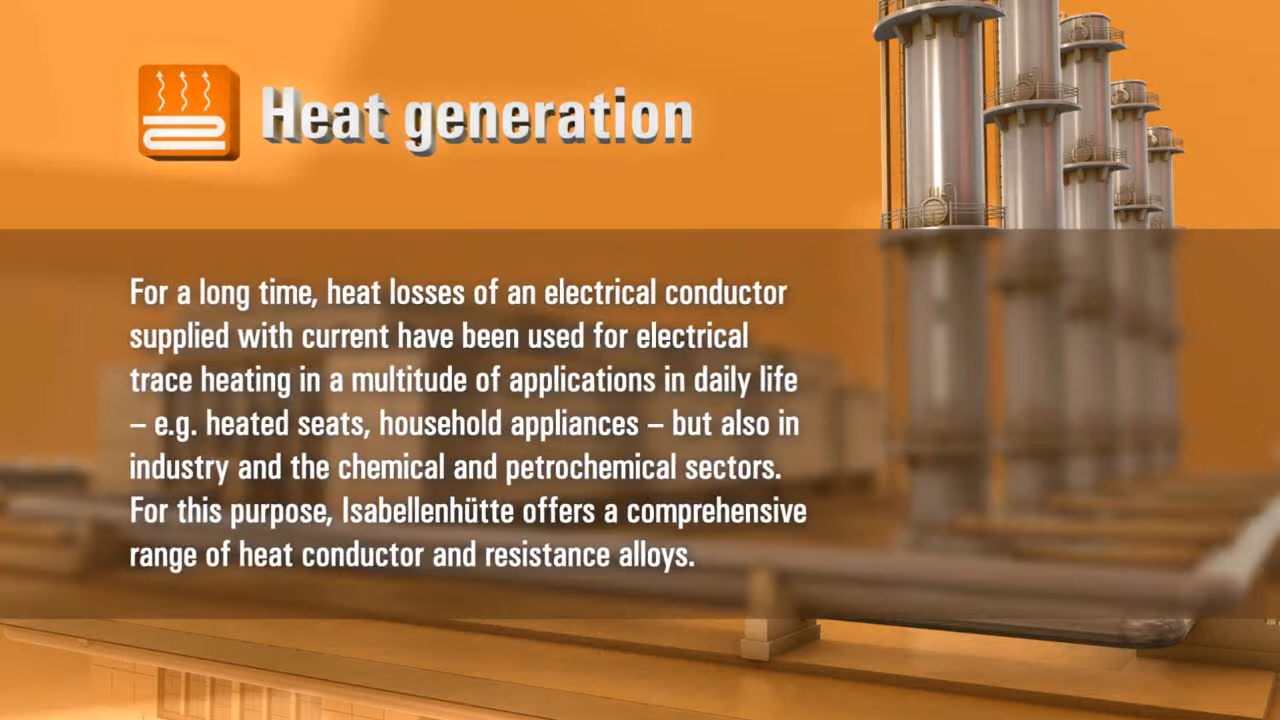 Heat generation
For a long time, heat losses of an electrical conductor
supplied with current have been used for electrical
trace heating in a multitude of applications in daily life
– e.g. heated seats, household appliances – but also in
industry and the chemical and petrochemical sectors.
For this purpose, Isabellenhütte offers a comprehensive
range of heat conductor and resistance alloys.